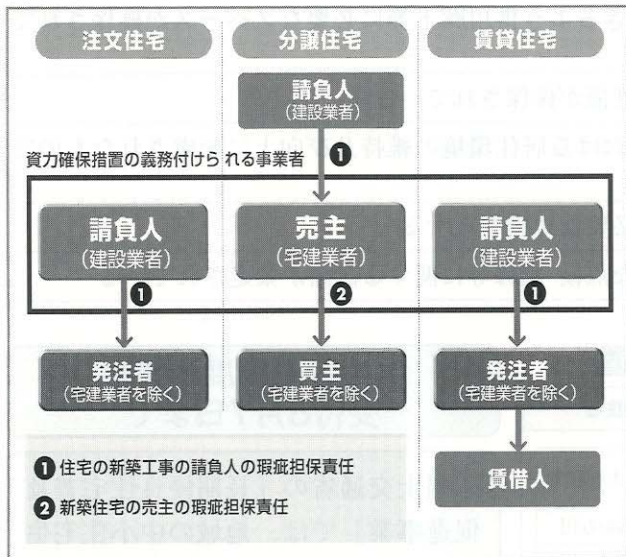 注文住宅
分譲住宅
賃貸住宅
請負人
(建設業者)
❶
資力確保措置の義務付けら れる事業者
請負人
(建設業者)
売主
(宅建業者)
請負人
(建設業者)
❶
❷
❶
発注者
(宅建業者を除く)
買主
(宅建業者を除く)
発注者
(宅建業者を除く)
賃借人
❶ 住宅の新築工事の請負人の瑕疵担保責任
❷ 新築住宅の売主の瑕疵担保責任